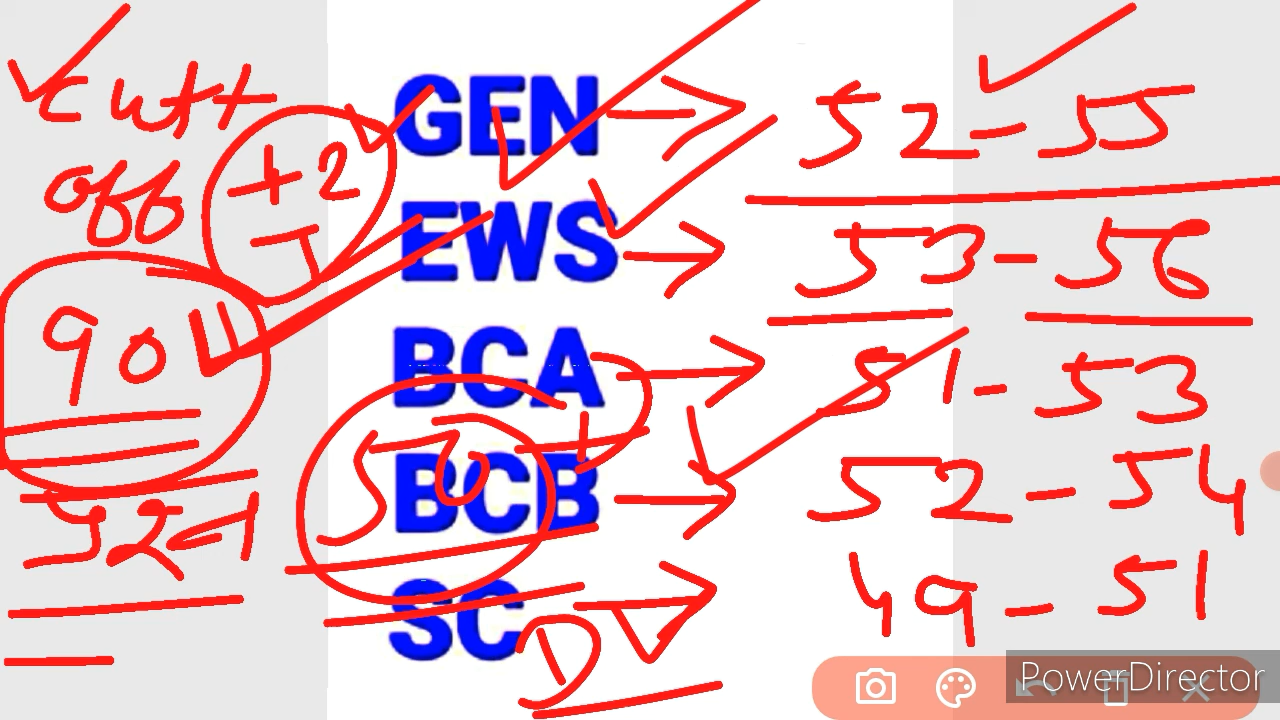 cutt
off
+2
GEN → 52-55
EWS → 53-56
90
BCA → 51-53
50
BCB → 52-54
SC → 49-51
D
PowerDirector